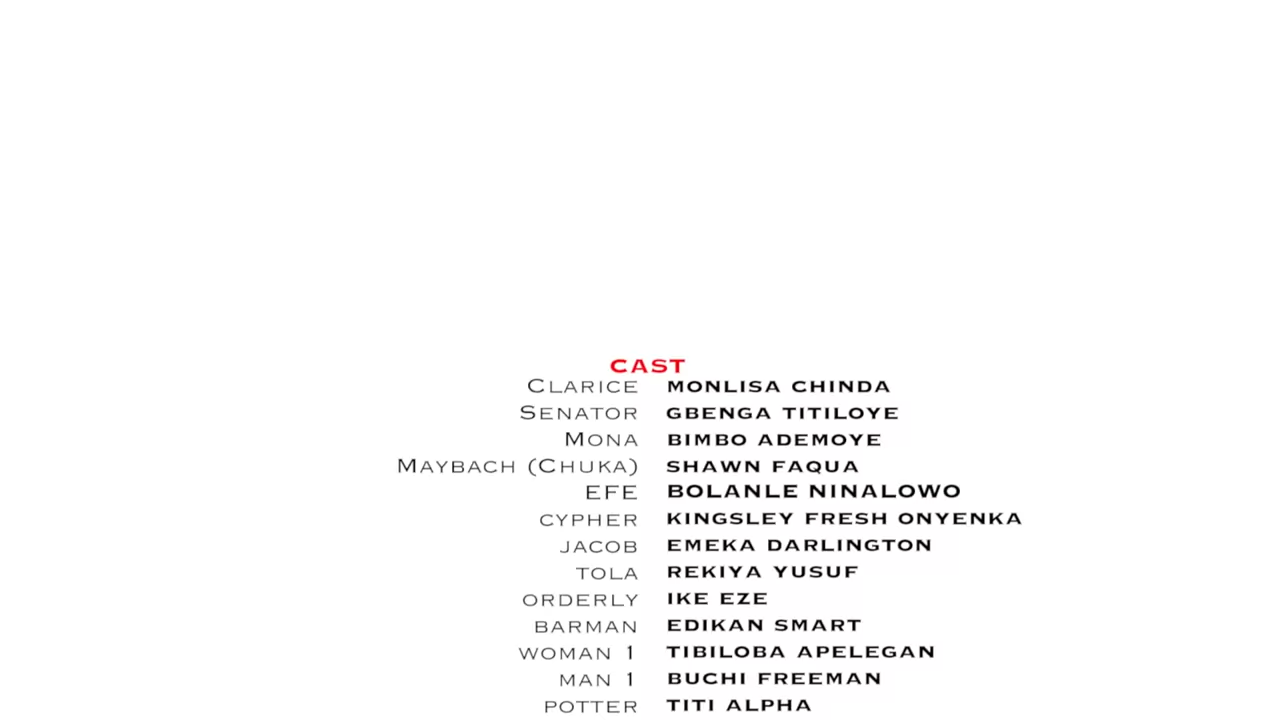 CAST
CLARICE MONLISA CHINDA
SENATOR GBENGA TITILOYE
MONA BIMBO ADEMOYE
MAYBACH (CHUKA) SHAWN FAQUA
EFE BOLANLE NINALOWO
CYPHER KINGSLEY FRESH ONYENKA
JACOB EMEKA DARLINGTON
TOLA REKIYA YUSUF
ORDERLY IKE EZE
BARMAN EDIKAN SMART
WOMAN 1 TIBILOBA APELEGAN
MAN 1 BUCHI FREEMAN
POTTER TITI ALPHA